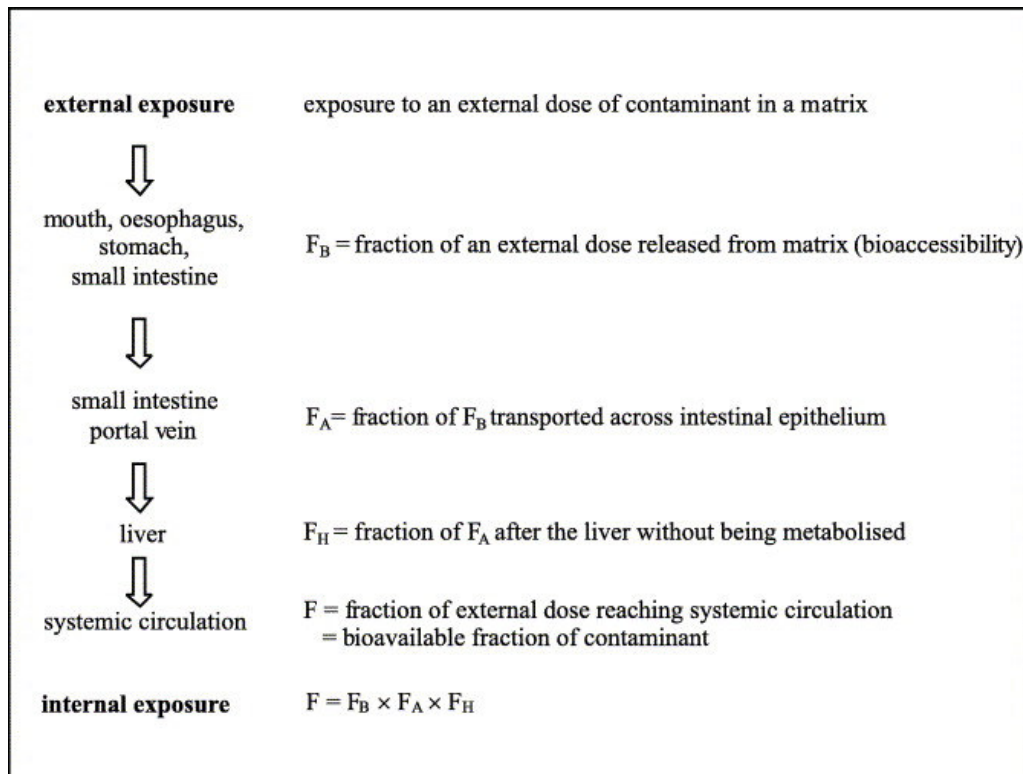 external exposure exposure to an external dose of contaminant in a matrix
mouth, oesophagus,
stomach,
small intestine
F_B = fraction of an external dose released from matrix (bioaccessibility)
small intestine
portal vein
F_A= fraction of F_B transported across intestinal epithelium
liver F_H = fraction of F_A after the liver without being metabolised
systemic circulation
F = fraction of external dose reaching systemic circulation
= bioavailable fraction of contaminant
internal exposure F = F_B × F_A × F_H